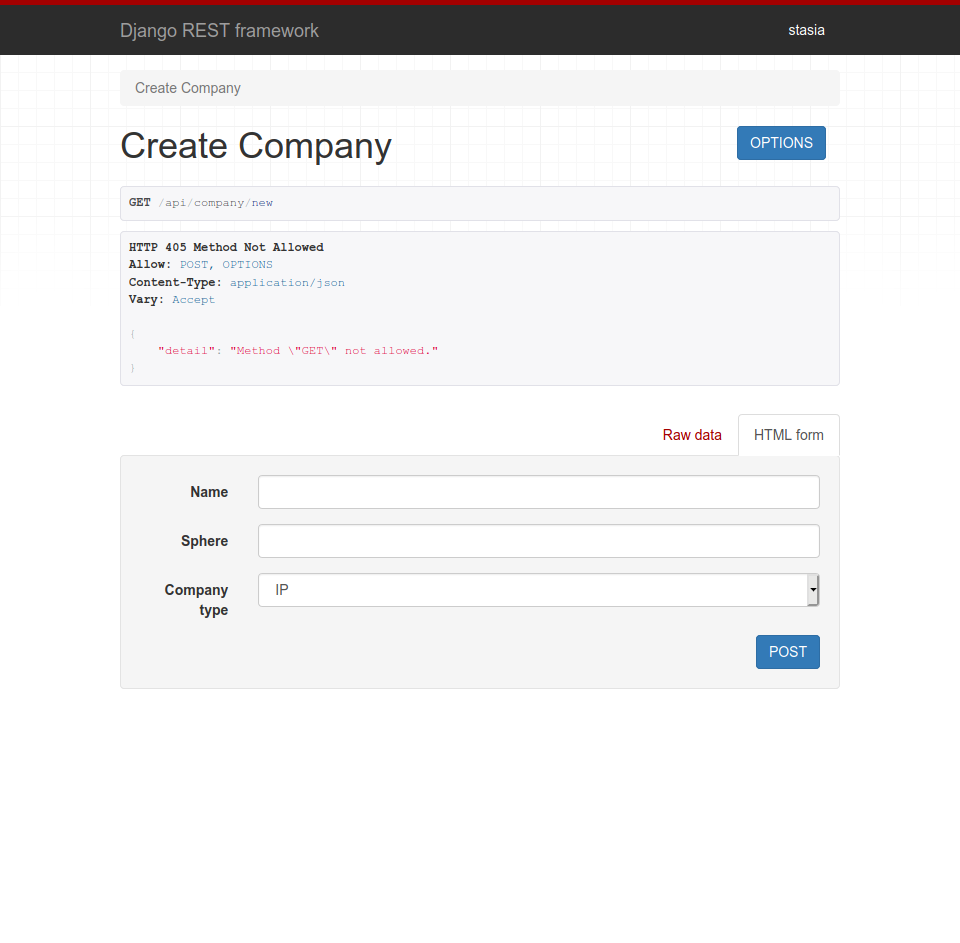 Django REST framework
stasia
Create Company
Create Company
OPTIONS
GET /api/company/new
HTTP 405 Method Not Allowed
Allow: POST, OPTIONS
Content-Type: application/json
Vary: Accept
{
    "detail": "Method \"GET\" not allowed."
}
Raw data
HTML form
Name
Sphere
Company
type
IP
POST